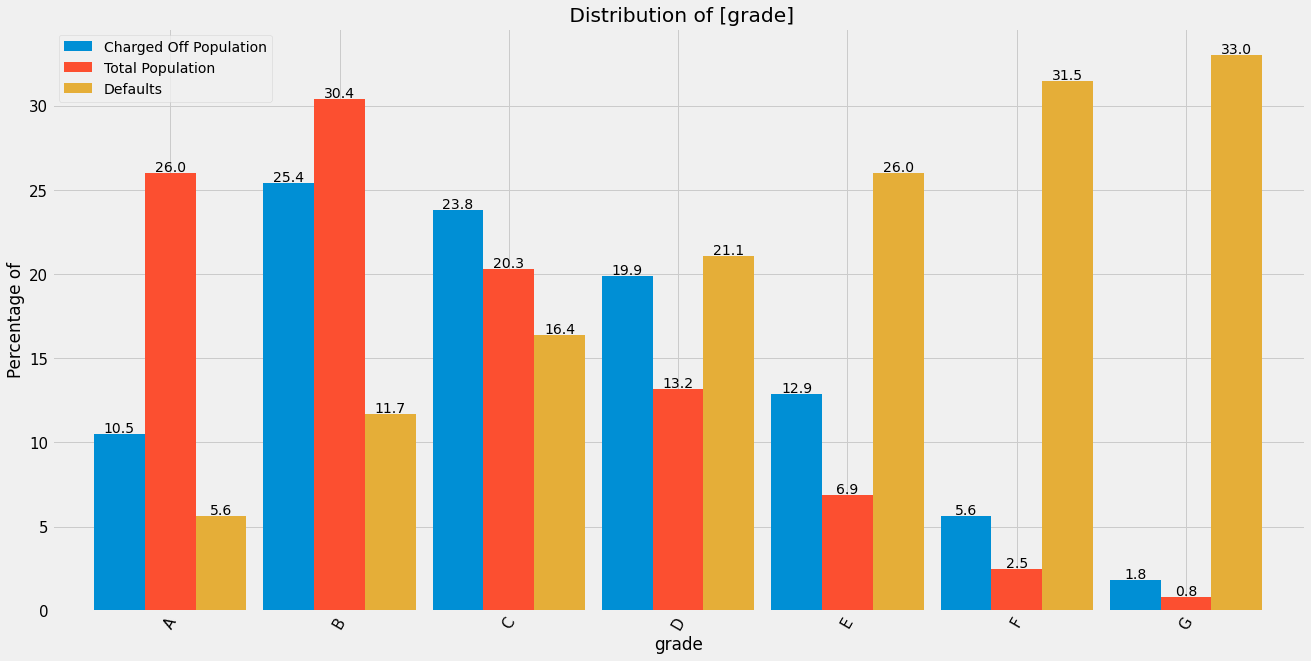 Distribution of [grade]
Charged Off Population
Total Population
Defaults
Percentage of
30
25
20
15
10
5
0
10.5
26.0
5.6
25.4
30.4
11.7
23.8
20.3
16.4
19.9
13.2
21.1
12.9
6.9
26.0
5.6
2.5
31.5
1.8
0.8
33.0
A
B
C
D
E
F
G
grade